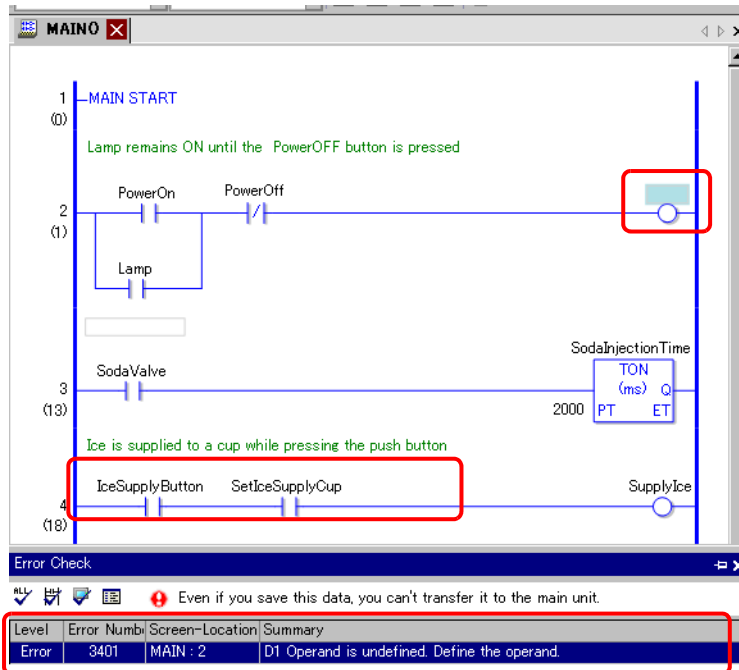 MAINO
1 MAIN START
(0)
Lamp remains ON until the PowerOFF button is pressed
PowerOn PowerOff
2
(1)
Lamp
SodaInjectionTime
SodaValve TON
3 (ms) Q
(13) 2000 PT ET
Ice is supplied to a cup while pressing the push button
IceSupplyButton SetIceSupplyCup SupplyIce
4
(18)
Error Check
ALL Even if you save this data, you can't transfer it to the main unit.
Level Error Numb Screen-Location Summary
Error 3401 MAIN : 2 D1 Operand is undefined. Define the operand.